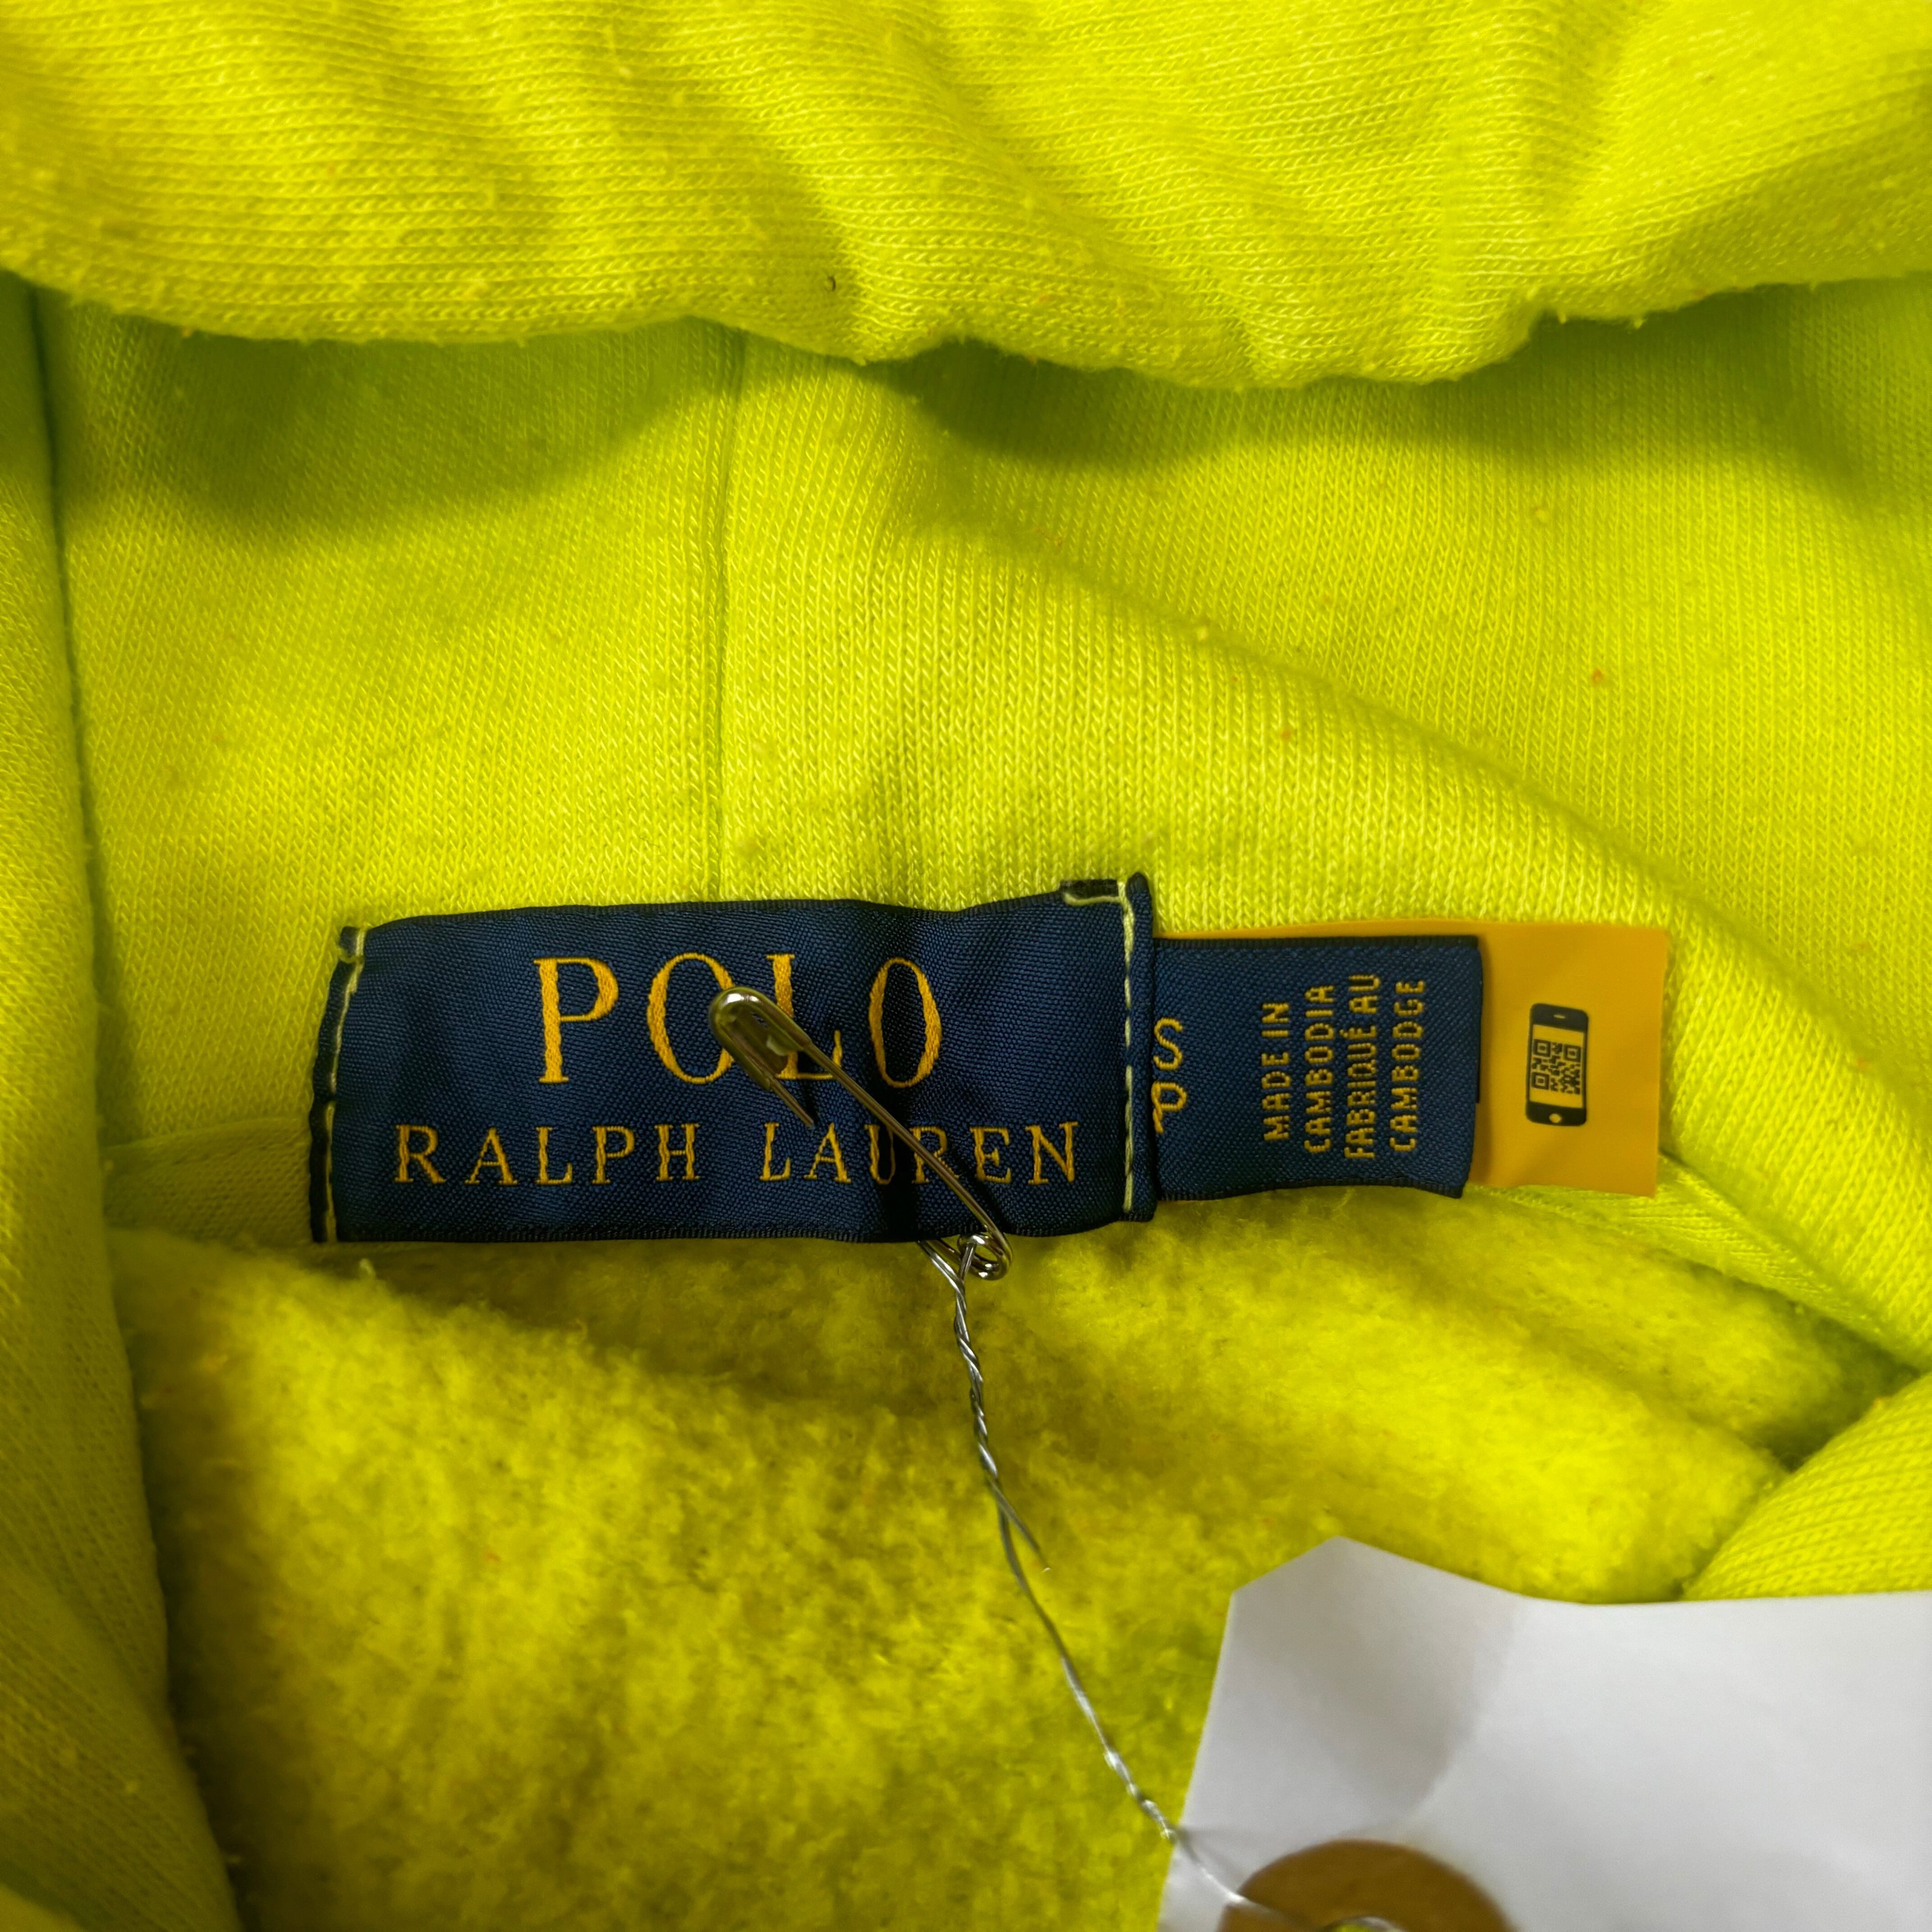 POLO
RALPH LAUREN
MADE IN
CAMBODIA
FABRIQUÉ AU
CAMBODGE